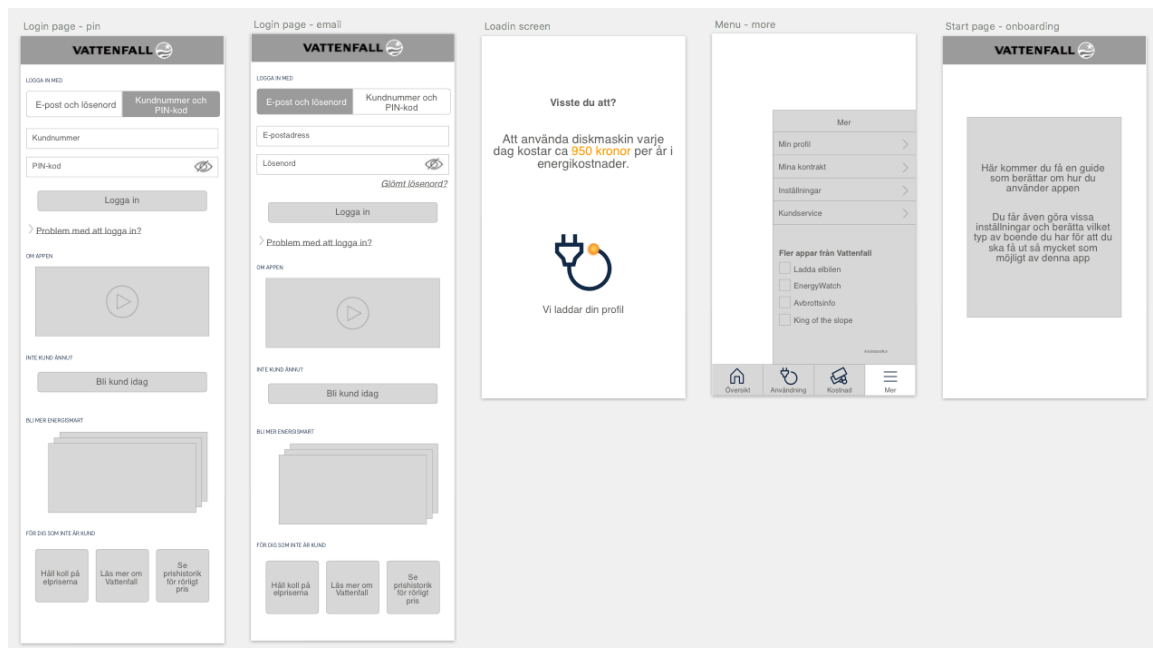 Login page - pin
VATTENFALL
LOGGA IN MED
E-post och lösenord
Kundnummer och
PIN-kod
Kundnummer
PIN-kod
Logga in
Problem med att logga in?
OM APPEN
INTE KUND ÄNNU?
Bli kund idag
BLI MER ENERGISMART
FÖR DIG SOM INTE ÄR KUND
Håll koll på
elpriserna
Läs mer om
Vattenfall
Se
prishistorik
för rörligt
pris
Login page - email
VATTENFALL
LOGGA IN MED
E-post och lösenord
Kundnummer och
PIN-kod
E-postadress
Lösenord
Glömt lösenord?
Logga in
Problem med att logga in?
OM APPEN
INTE KUND ÄNNU?
Bli kund idag
BLI MER ENERGISMART
FÖR DIG SOM INTE ÄR KUND
Håll koll på
elpriserna
Läs mer om
Vattenfall
Se
prishistorik
för rörligt
pris
Loadin screen
Visste du att?
Att använda diskmaskin varje
dag kostar ca 950 kronor per år i
energikostnader.
Vi laddar din profil
Menu - more
Mer
Min profil
Mina kontrakt
Inställningar
Kundservice
Fler appar från Vattenfall
Ladda elbilen
EnergyWatch
Avbrottsinfo
King of the slope
Översikt
Användning
Kostnad
Mer
Start page - onboarding
VATTENFALL
Här kommer du få en guide
som berättar om hur du
använder appen
Du får även göra vissa
inställningar och berätta vilket
typ av boende du har för att du
ska få ut så mycket som
möjligt av denna app